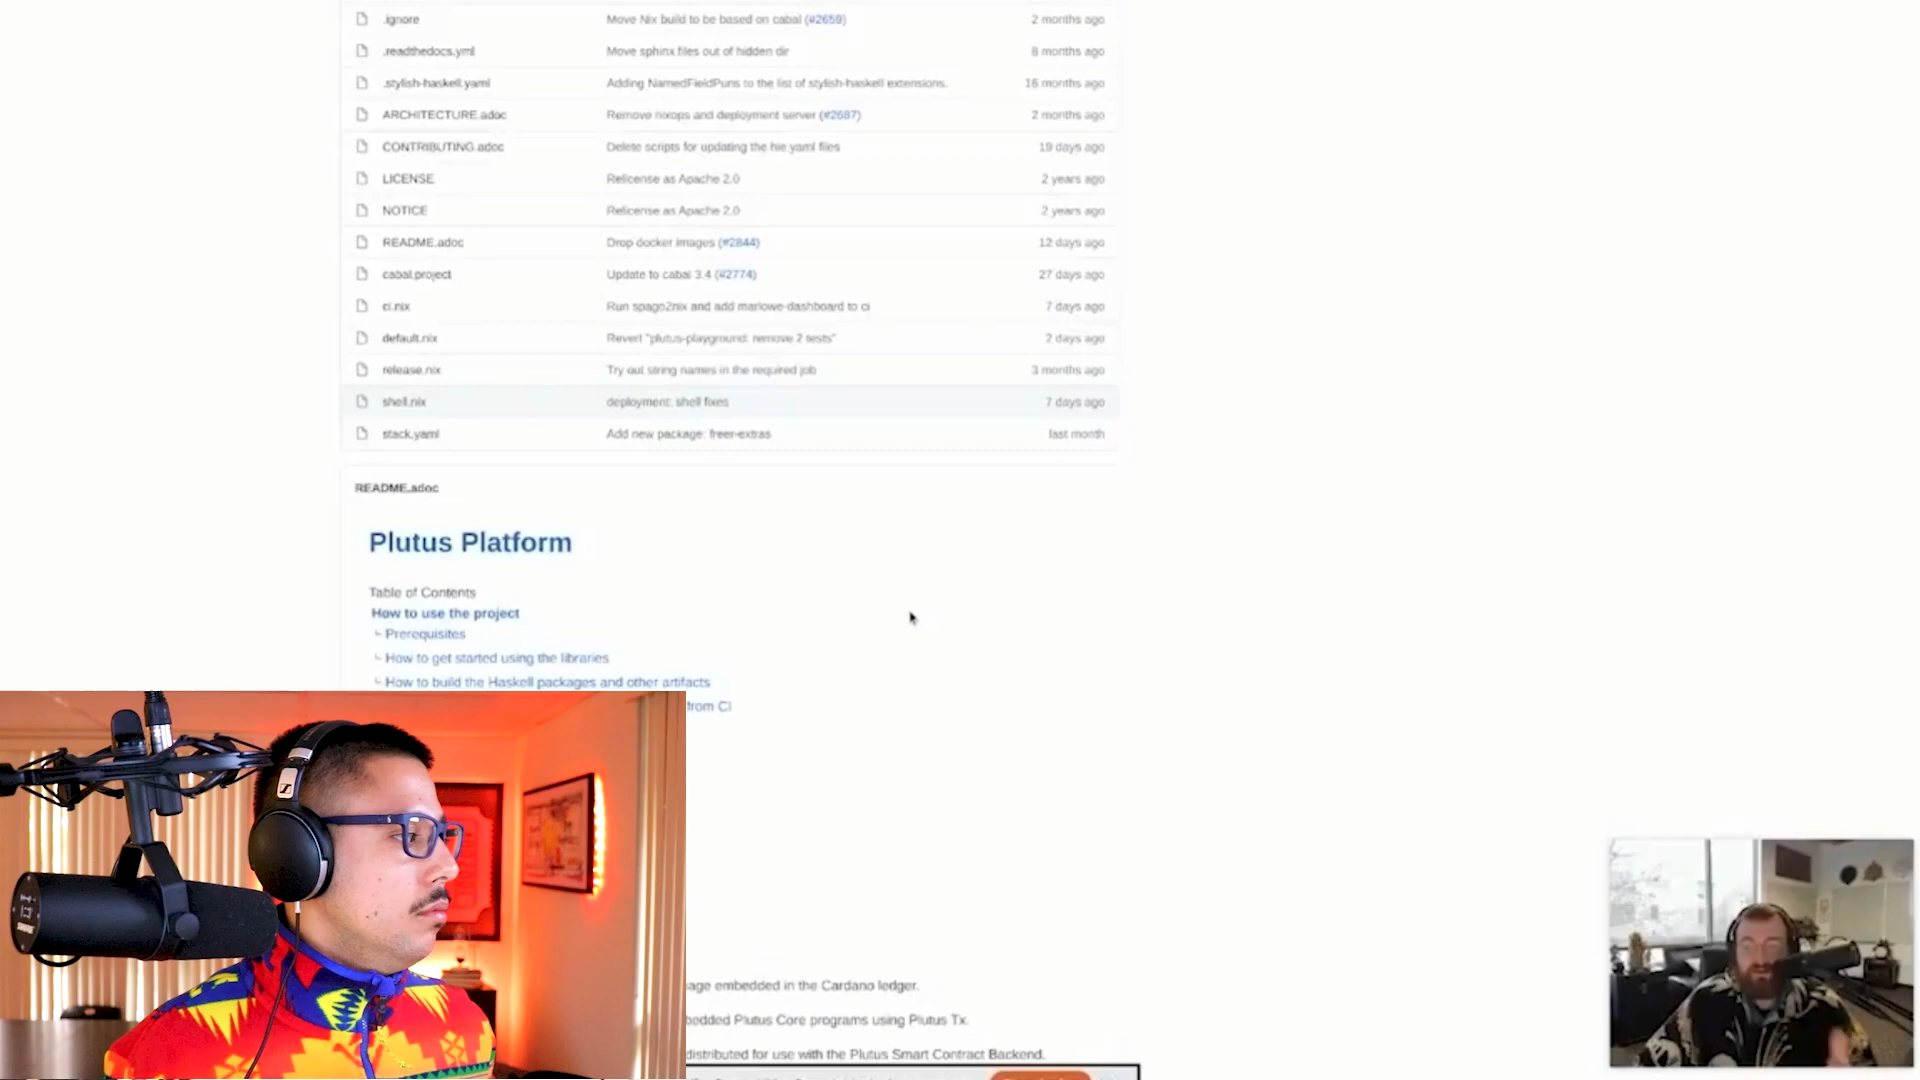 .ignore Move Nix build to be based on cabal (#2659) 2 months ago
.readthedocs.yml Move sphinx files out of hidden dir 8 months ago
.stylish-haskell.yaml Adding NamedFieldPuns to the list of stylish-haskell extensions. 16 months ago
ARCHITECTURE.adoc Remove nixops and deployment server (#2687) 2 months ago
CONTRIBUTING.adoc Delete scripts for updating the hie.yaml files 19 days ago
LICENSE Relicense as Apache 2.0 2 years ago
NOTICE Relicense as Apache 2.0 2 years ago
README.adoc Drop docker images (#2844) 12 days ago
cabal.project Update to cabal 3.4 (#2774) 27 days ago
ci.nix Run spago2nix and add marlowe-dashboard to ci 7 days ago
default.nix Revert "plutus-playground: remove 2 tests" 2 days ago
release.nix Try out string names in the required job 3 months ago
shell.nix deployment: shell fixes 7 days ago
stack.yaml Add new package: freer-extras last month
README.adoc
Plutus Platform
Table of Contents
How to use the project
Prerequisites
How to get started using the libraries
How to build the Haskell packages and other artifacts
from CI
age embedded in the Cardano ledger.
bedded Plutus Core programs using Plutus Tx.
distributed for use with the Plutus Smart Contract Backend.